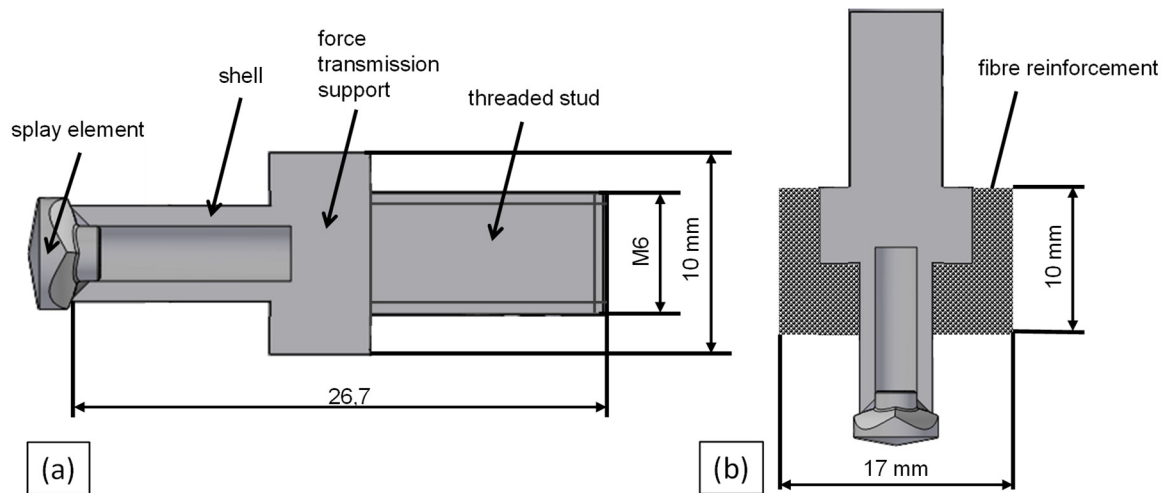 force
transmission
support
shell
threaded stud
splay element
M6
10 mm
26,7
(a)
fibre reinforcement
10 mm
17 mm
(b)